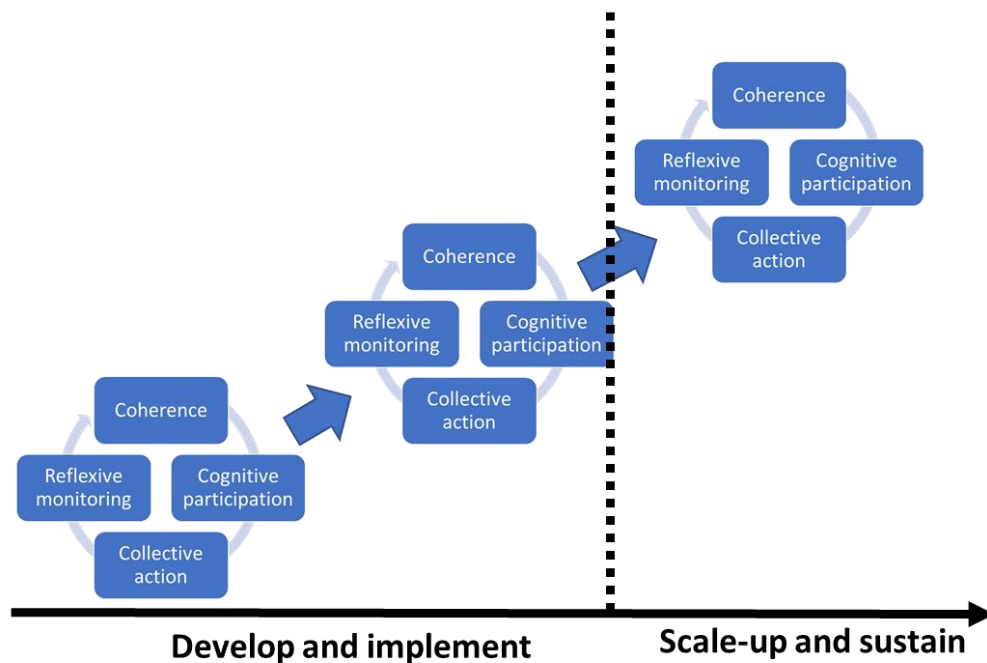 Coherence
Reflexive
monitoring
Cognitive
participation
Collective
action
Coherence
Reflexive
monitoring
Cognitive
participation
Collective
action
Coherence
Reflexive
monitoring
Cognitive
participation
Collective
action
Develop and implement
Scale-up and sustain